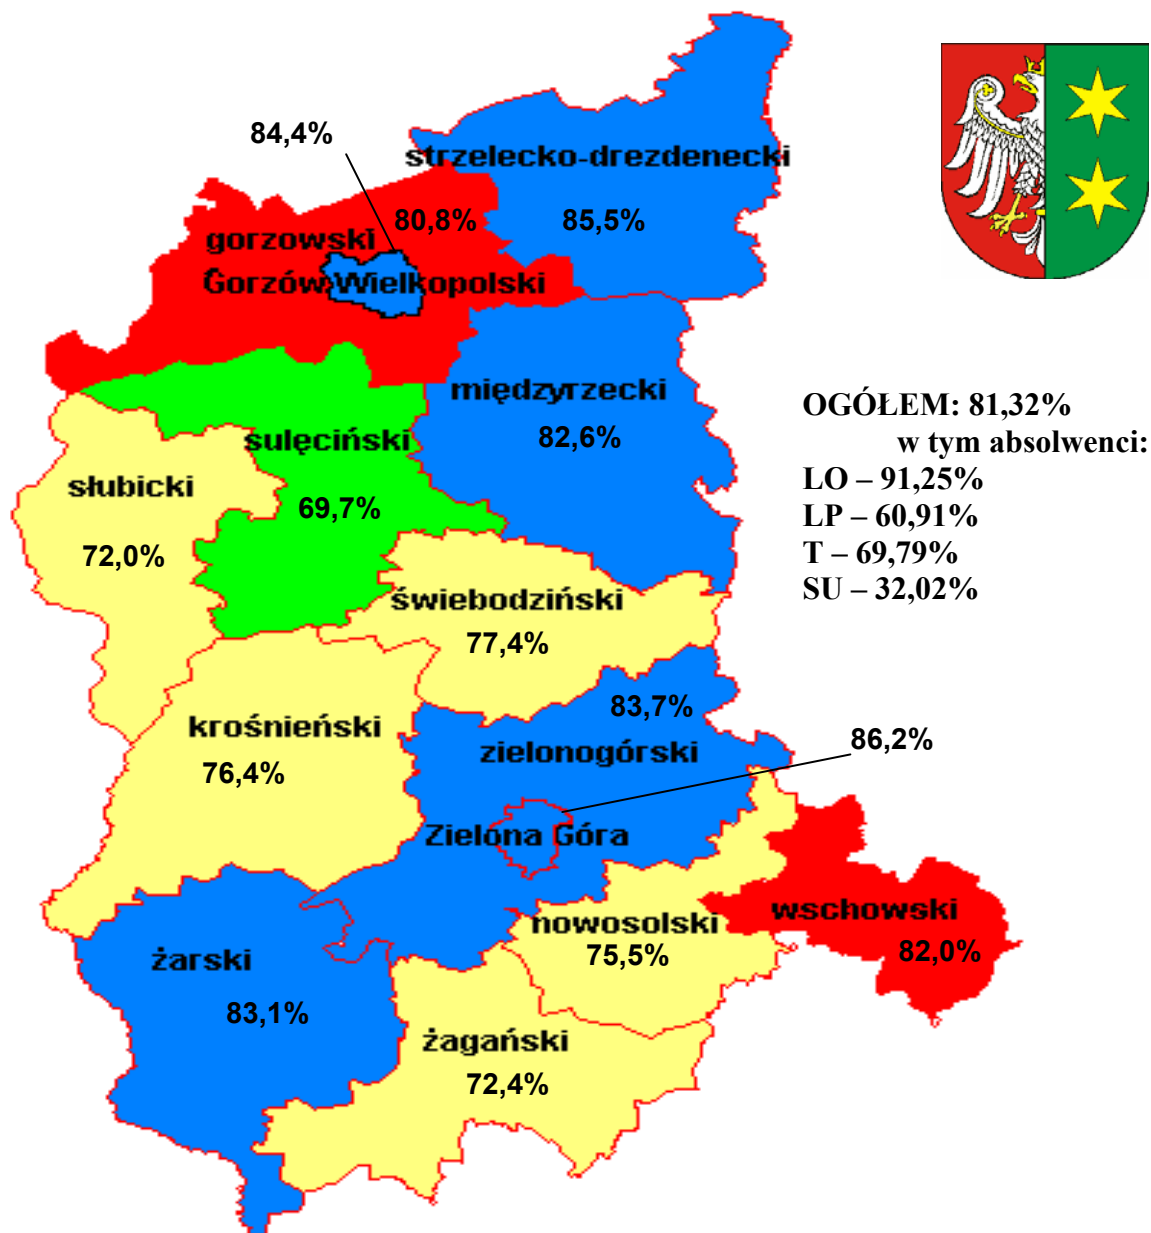 84,4%
strzelecko-drezdenecki
80,8%
85,5%
gorzowski
Gorzów Wielkopolski
międzyrzecki
82,6%
sulęciński
69,7%
słubicki
72,0%
OGÓŁEM: 81,32%
w tym absolwenci:
LO – 91,25%
LP – 60,91%
T – 69,79%
SU – 32,02%
świebodziński
77,4%
83,7%
krośnieński
76,4%
zielonogórski
86,2%
Zielona Góra
nowosolski
75,5%
wschowski
82,0%
żarski
83,1%
żagański
72,4%